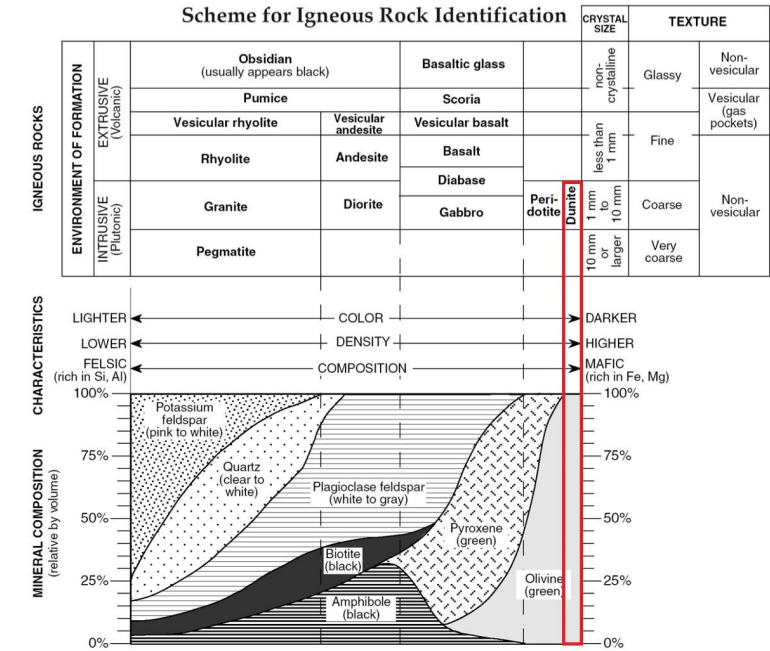 Scheme for Igneous Rock Identification
CRYSTAL
SIZE
TEXTURE
IGNEOUS ROCKS
ENVIRONMENT OF FORMATION
EXTRUSIVE
(Volcanic)
Obsidian
(usually appears black)
Basaltic glass
non-
crystalline
Glassy
Non-
vesicular
Pumice
Scoria
Vesicular
(gas
pockets)
Vesicular rhyolite
Vesicular
andesite
Vesicular basalt
less than
1 mm
Fine
Rhyolite
Andesite
Basalt
Diabase
INTRUSIVE
(Plutonic)
Granite
Diorite
Gabbro
Peri-
dotite
Dunite
1 mm
to
10 mm
Coarse
Non-
vesicular
Pegmatite
10 mm
or
larger
Very
coarse
CHARACTERISTICS
LIGHTER
COLOR
DARKER
LOWER
DENSITY
HIGHER
FELSIC
(rich in Si, Al)
COMPOSITION
MAFIC
(rich in Fe, Mg)
MINERAL COMPOSITION
(relative by volume)
100%
100%
75%
75%
50%
50%
25%
25%
0%
0%
Potassium
feldspar
(pink to white)
Quartz
(clear to
white)
Plagioclase feldspar
(white to gray)
Pyroxene
(green)
Biotite
(black)
Olivine
(green)
Amphibole
(black)